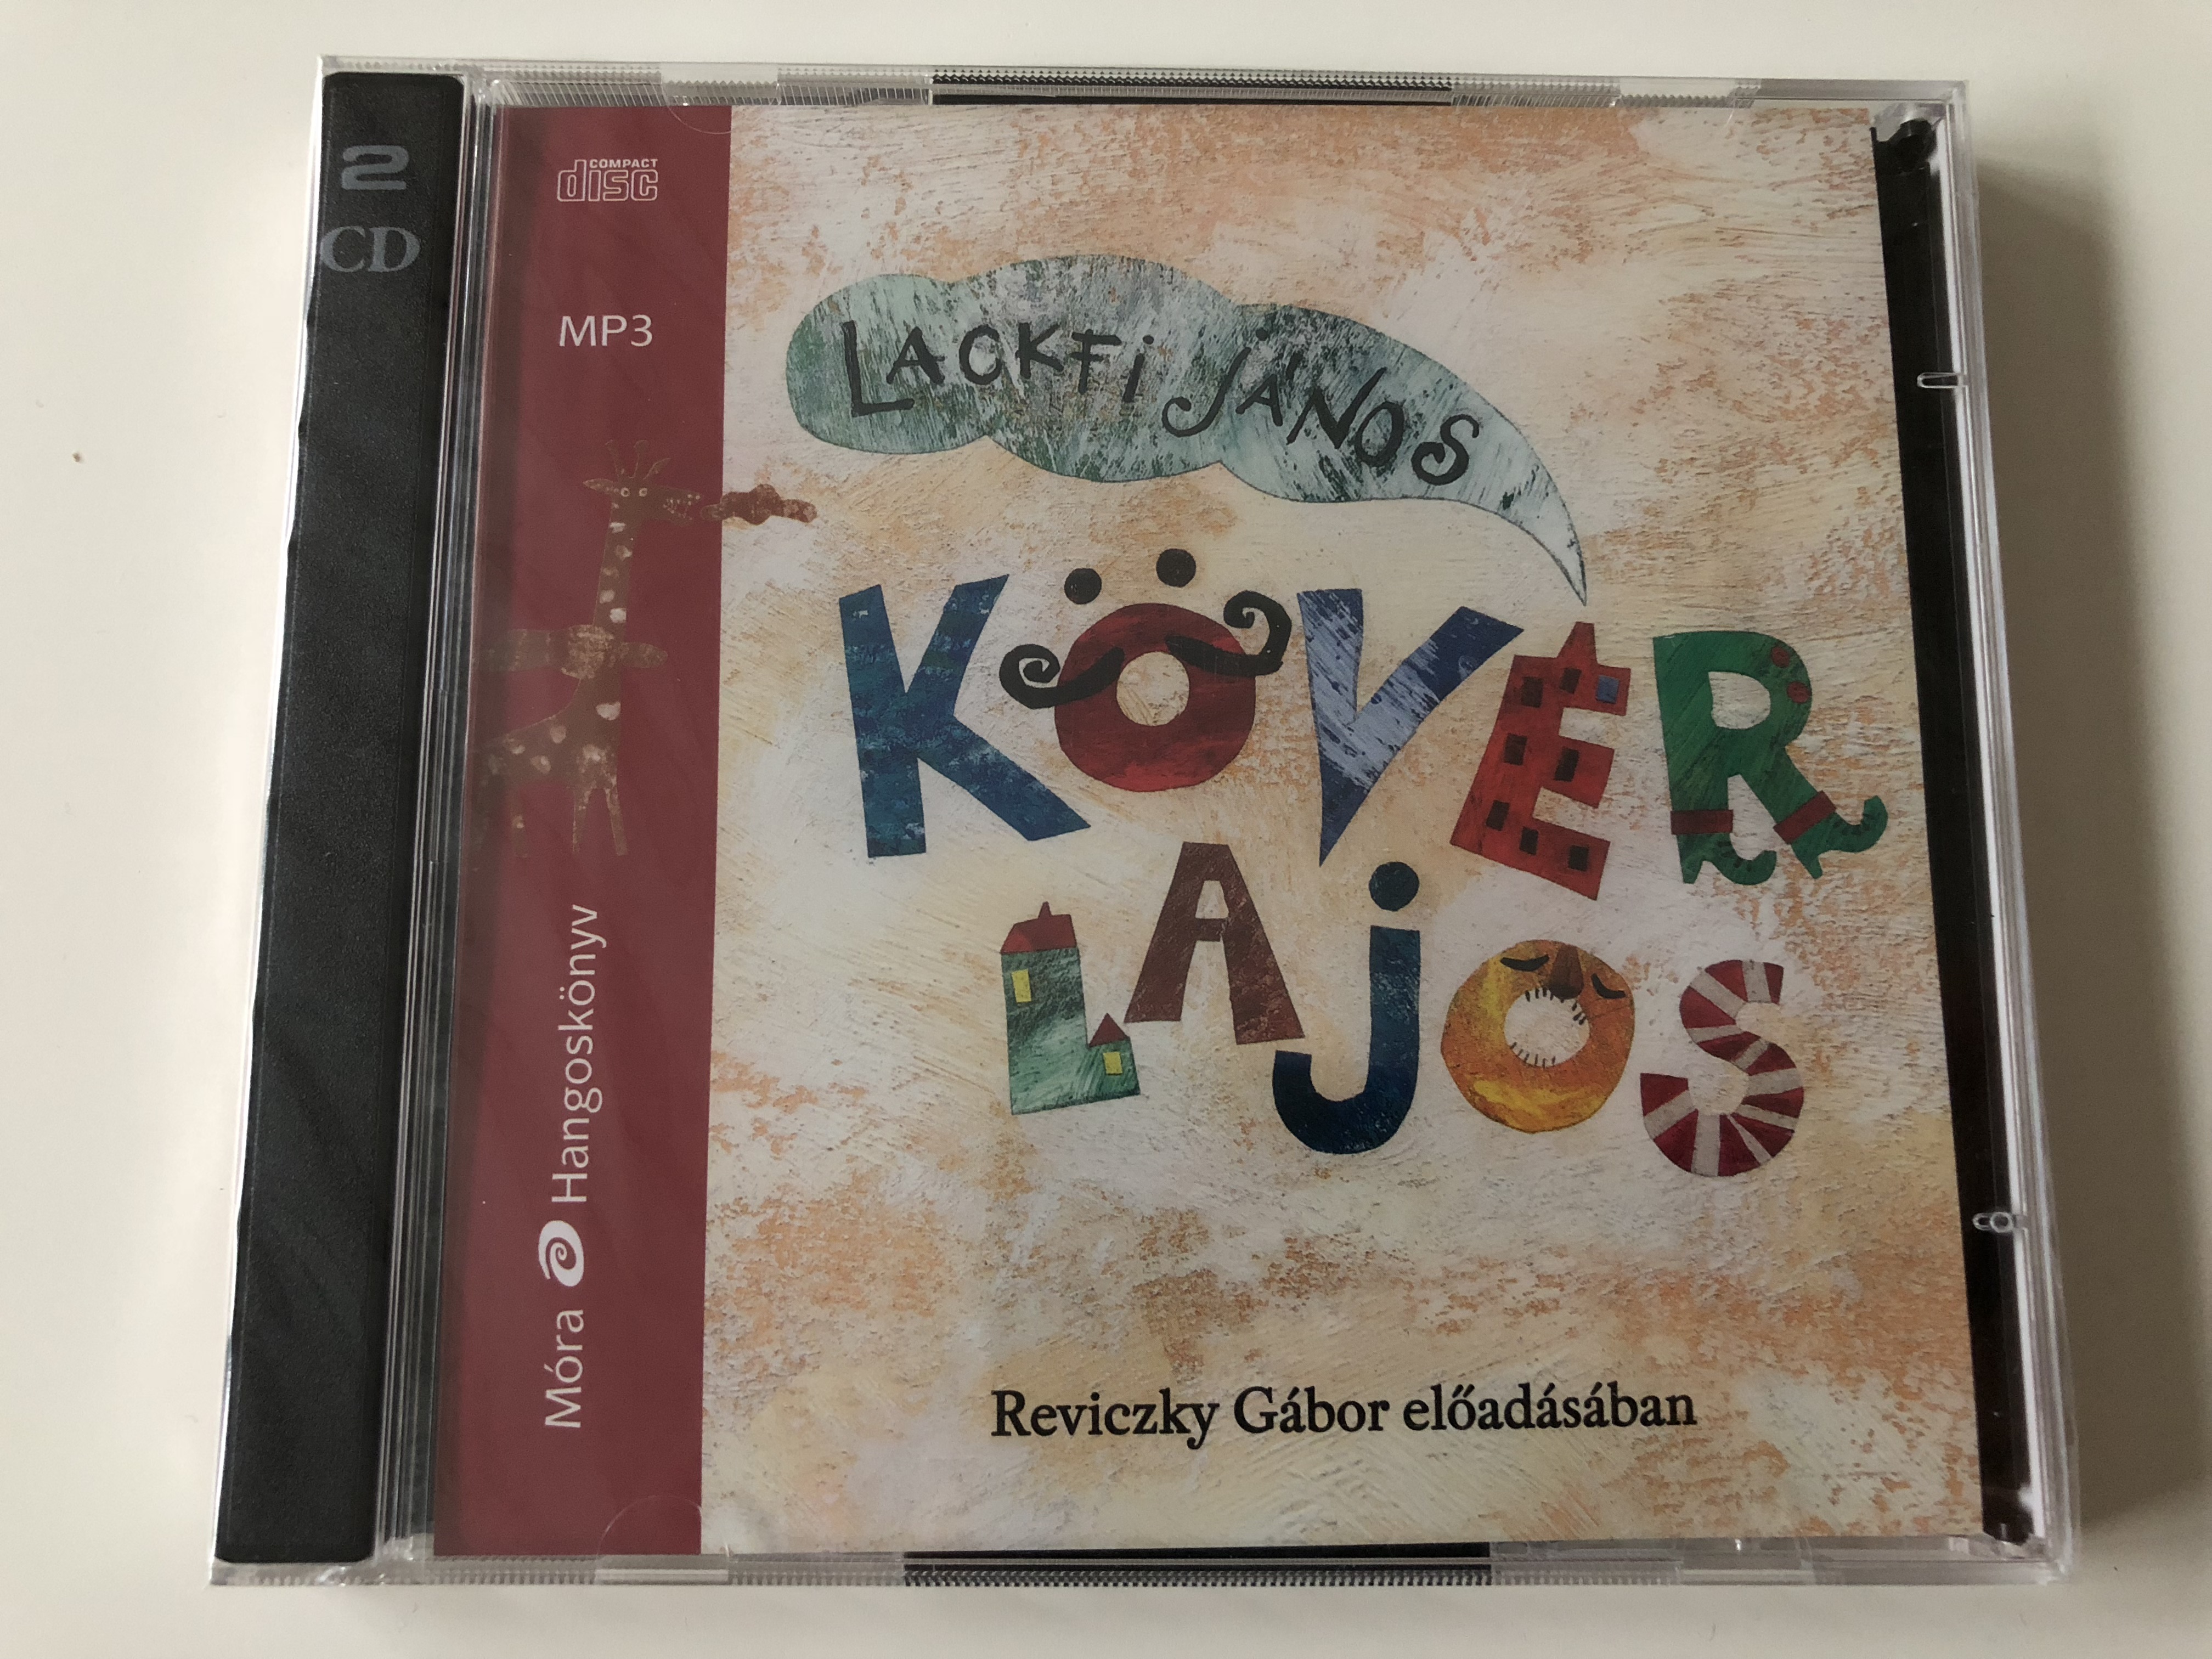 2
CD
COMPACT
disc
MP3
Móra Hangoskönyv
LACKFI JÁNOS
KÖVÉR
LAjOS
Reviczky Gábor előadásában